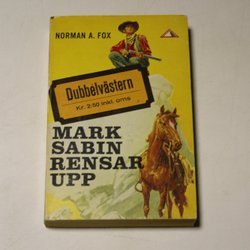 NORMAN A. FOX
Dubbelvästern
Kr. 2:50 inkl. oms
MARK
SABIN
RENSAR
UPP